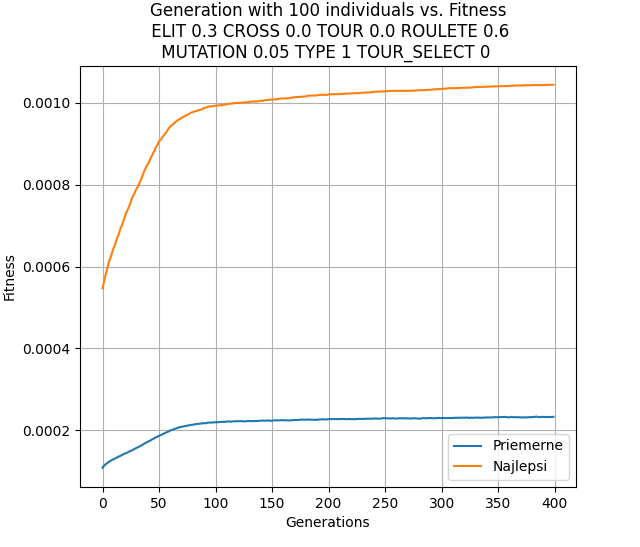 Generation with 100 individuals vs. Fitness
ELIT 0.3 CROSS 0.0 TOUR 0.0 ROULETE 0.6
MUTATION 0.05 TYPE 1 TOUR_SELECT 0
0.0010
0.0008
0.0006
0.0004
0.0002
Fitness
Priemerne
Najlepsi
0 50 100 150 200 250 300 350 400
Generations